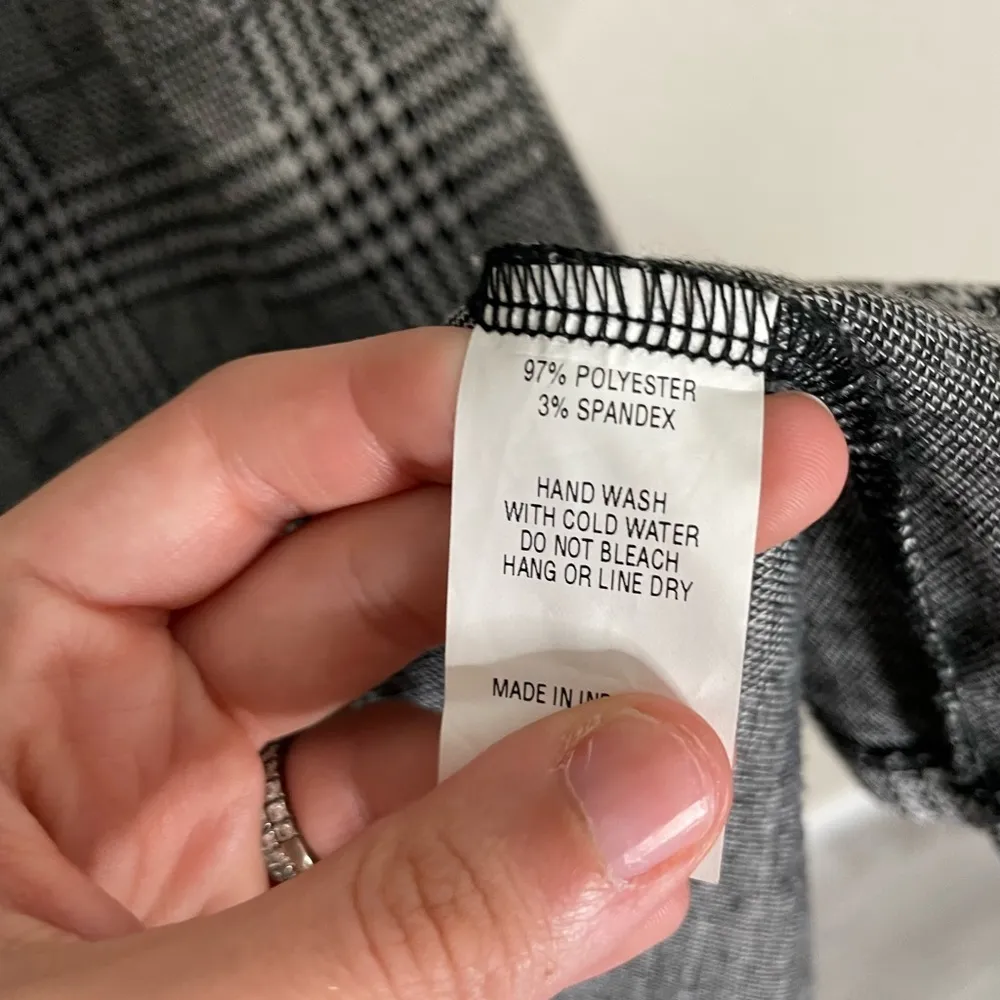 97% POLYESTER
3% SPANDEX
HAND WASH
WITH COLD WATER
DO NOT BLEACH
HANG OR LINE DRY
MADE IN